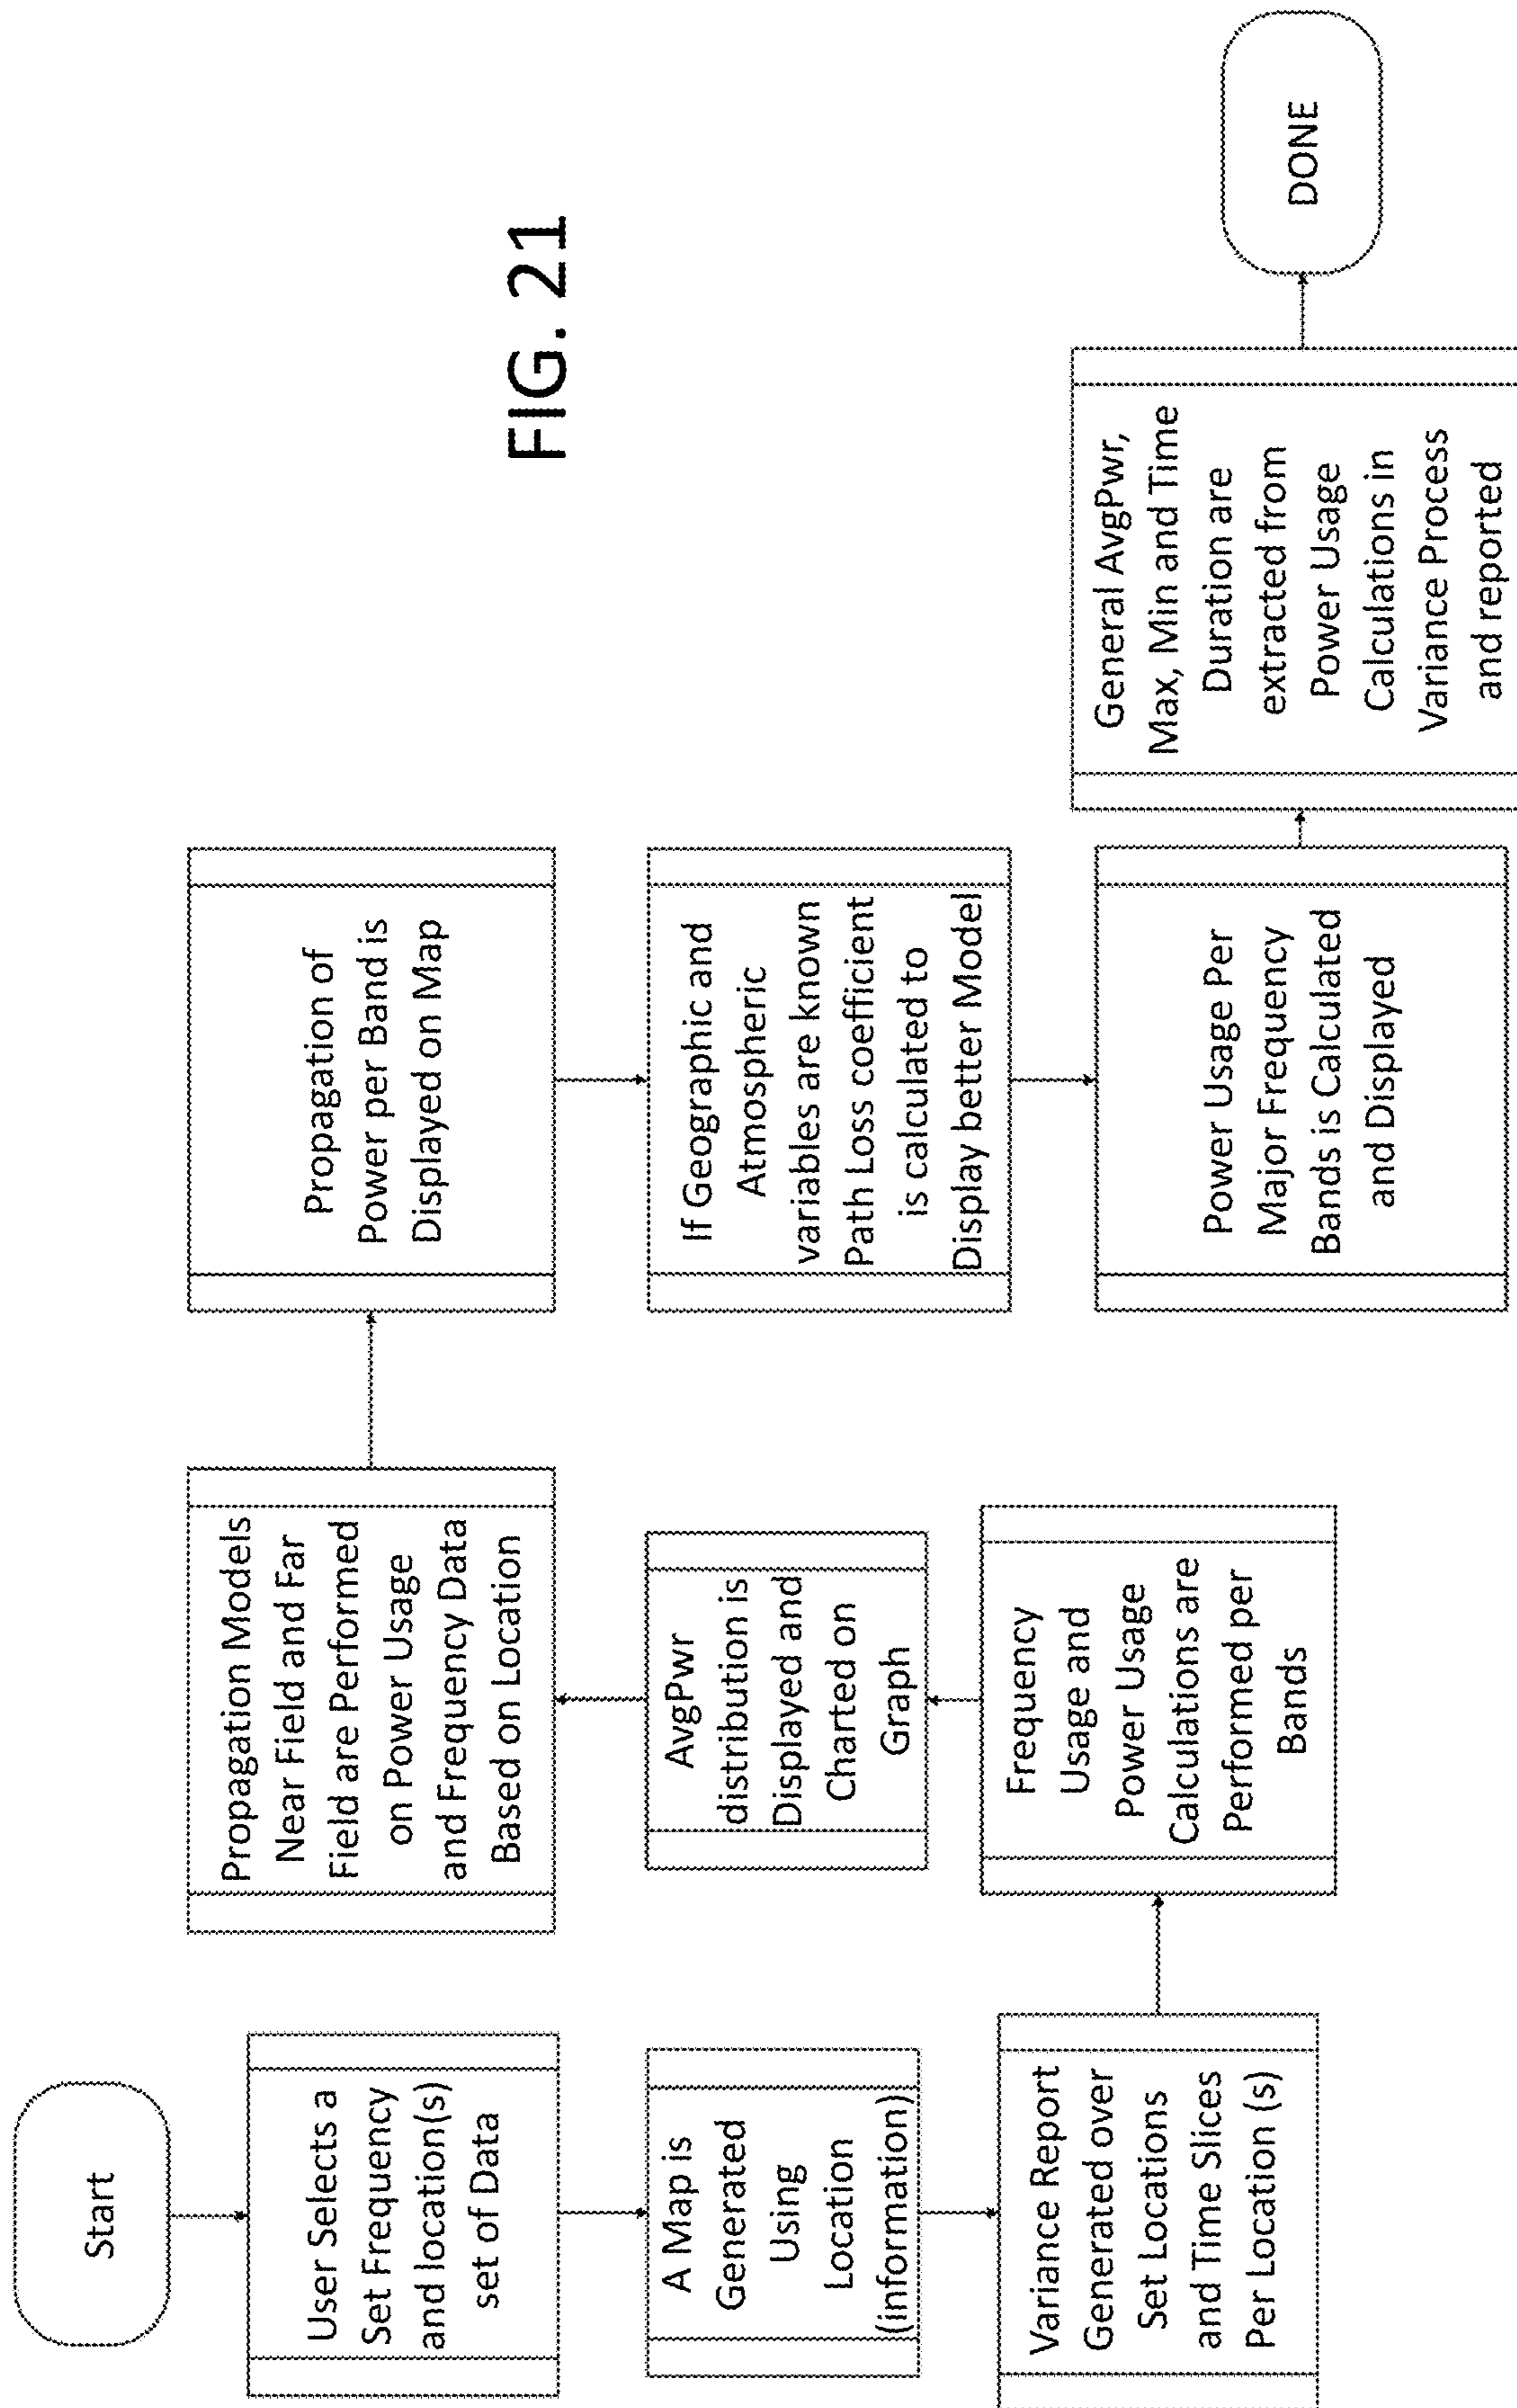 Start
User Selects a
Set Frequency
and location(s)
set of Data
A Map is
Generated
Using
Location
(information)
Variance Report
Generated over
Set Locations
and Time Slices
Per Location (s)
Frequency
Usage and
Power Usage
Calculations are
Performed per
Bands
AvgPwr
distribution is
Displayed and
Charted on
Graph
Propagation Models
Near Field and Far
Field are Performed
on Power Usage
and Frequency Data
Based on Location
Propagation of
Power per Band is
Displayed on Map
If Geographic and
Atmospheric
variables are known
Path Loss coefficient
is calculated to
Display better Model
Power Usage Per
Major Frequency
Bands is Calculated
and Displayed
General AvgPwr,
Max, Min and Time
Duration are
extracted from
Power Usage
Calculations in
Variance Process
and reported
DONE
FIG. 21